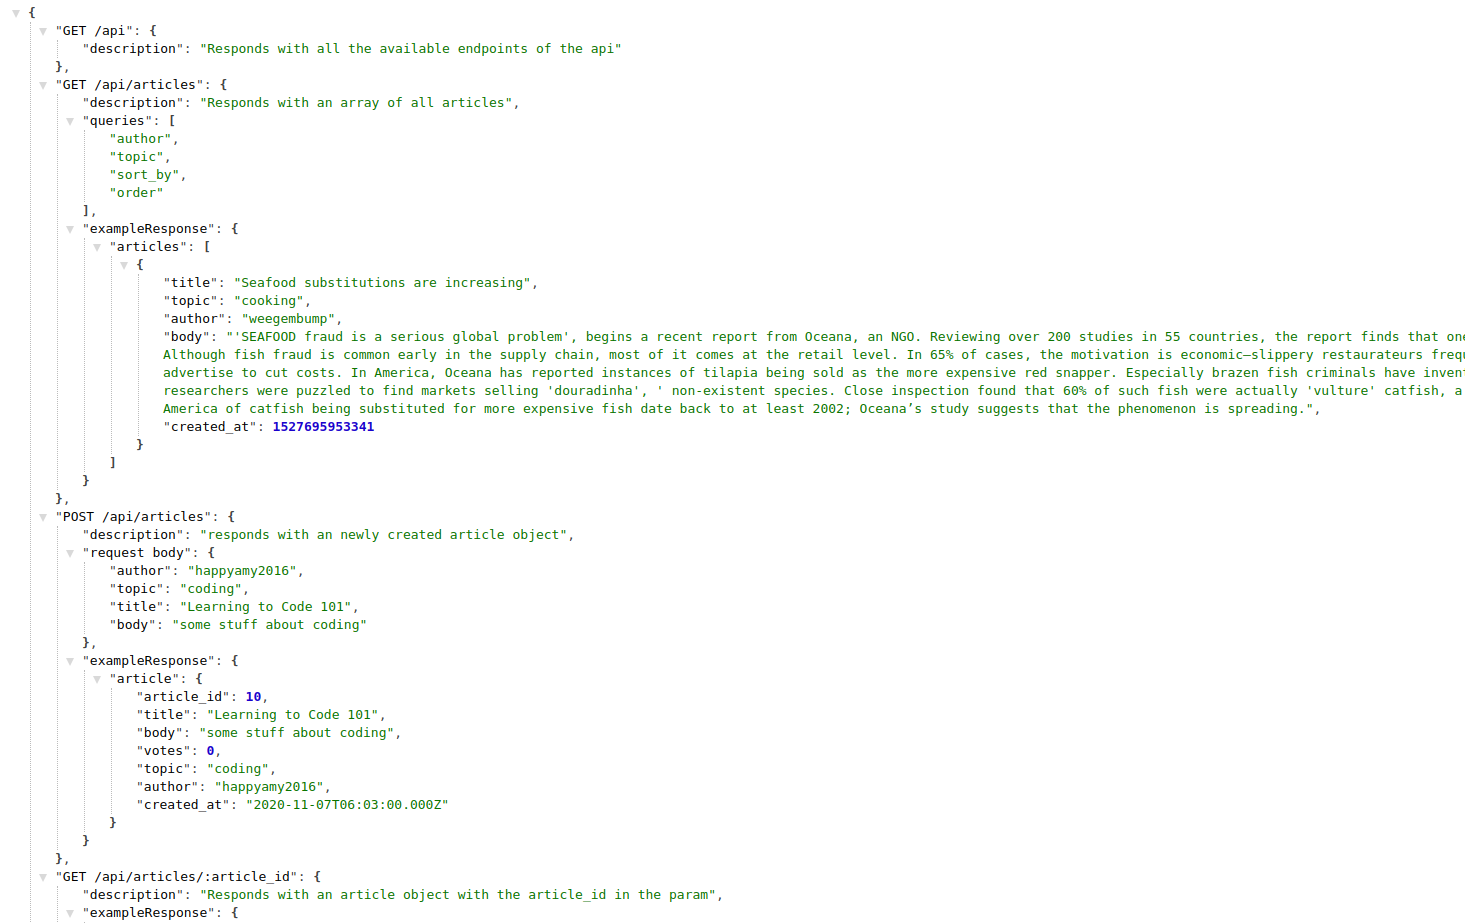 {
"GET /api": {
"description": "Responds with all the available endpoints of the api"
},
"GET /api/articles": {
"description": "Responds with an array of all articles",
"queries": [
"author",
"topic",
"sort_by",
"order"
],
"exampleResponse": {
"articles": [
{
"title": "Seafood substitutions are increasing",
"topic": "cooking",
"author": "weegembump",
"body": "'SEAFOOD fraud is a serious global problem', begins a recent report from Oceana, an NGO. Reviewing over 200 studies in 55 countries, the report finds that one
Although fish fraud is common early in the supply chain, most of it comes at the retail level. In 65% of cases, the motivation is economic—slippery restaurateurs frequ
advertise to cut costs. In America, Oceana has reported instances of tilapia being sold as the more expensive red snapper. Especially brazen fish criminals have invent
researchers were puzzled to find markets selling 'douradinha', ' non-existent species. Close inspection found that 60% of such fish were actually 'vulture' catfish, a
America of catfish being substituted for more expensive fish date back to at least 2002; Oceana’s study suggests that the phenomenon is spreading.",
"created_at": 1527695953341
}
]
}
},
"POST /api/articles": {
"description": "responds with an newly created article object",
"request body": {
"author": "happyamy2016",
"topic": "coding",
"title": "Learning to Code 101",
"body": "some stuff about coding"
},
"exampleResponse": {
"article": {
"article_id": 10,
"title": "Learning to Code 101",
"body": "some stuff about coding",
"votes": 0,
"topic": "coding",
"author": "happyamy2016",
"created_at": "2020-11-07T06:03:00.000Z"
}
}
},
"GET /api/articles/:article_id": {
"description": "Responds with an article object with the article_id in the param",
"exampleResponse": {